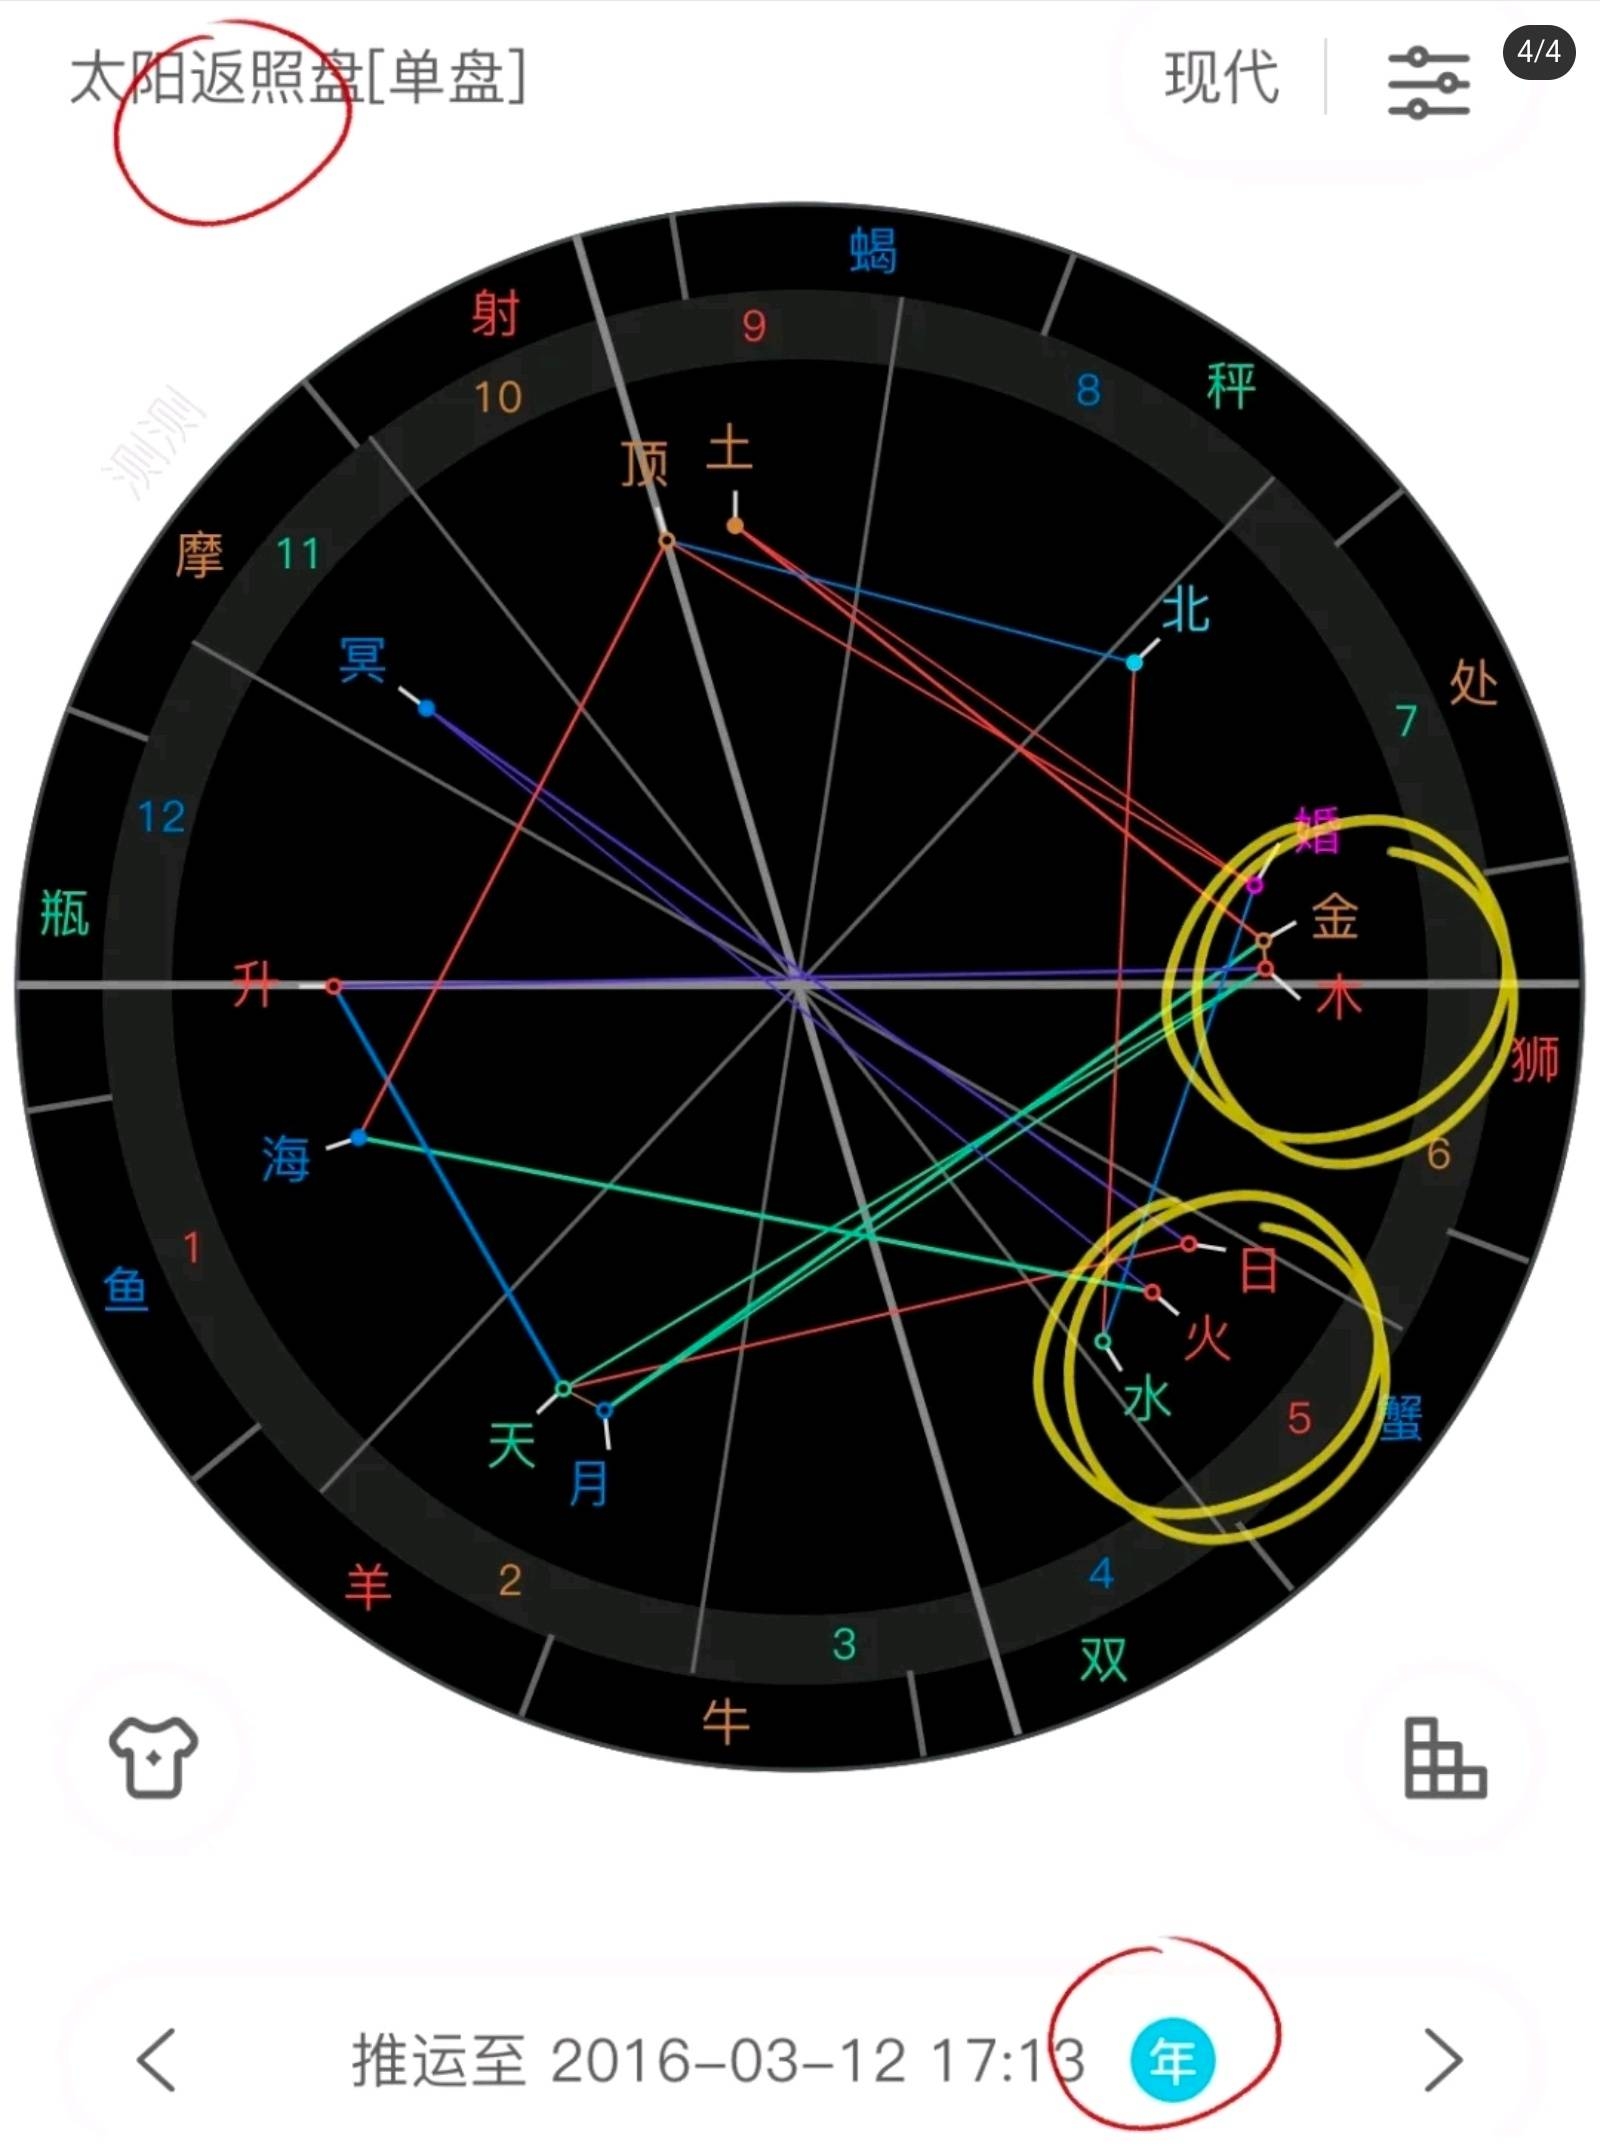 太阳返照盘[单盘]
现代
4/4
蝎
射
9
秤
10
8
顶 土
测测
摩
11
北
冥
处
7
12
婚
瓶
金
升
木
狮
海
6
鱼
1
日
火
水
蟹
天
5
月
羊
2
4
3
双
牛
推运至 2016-03-12 17:13
年